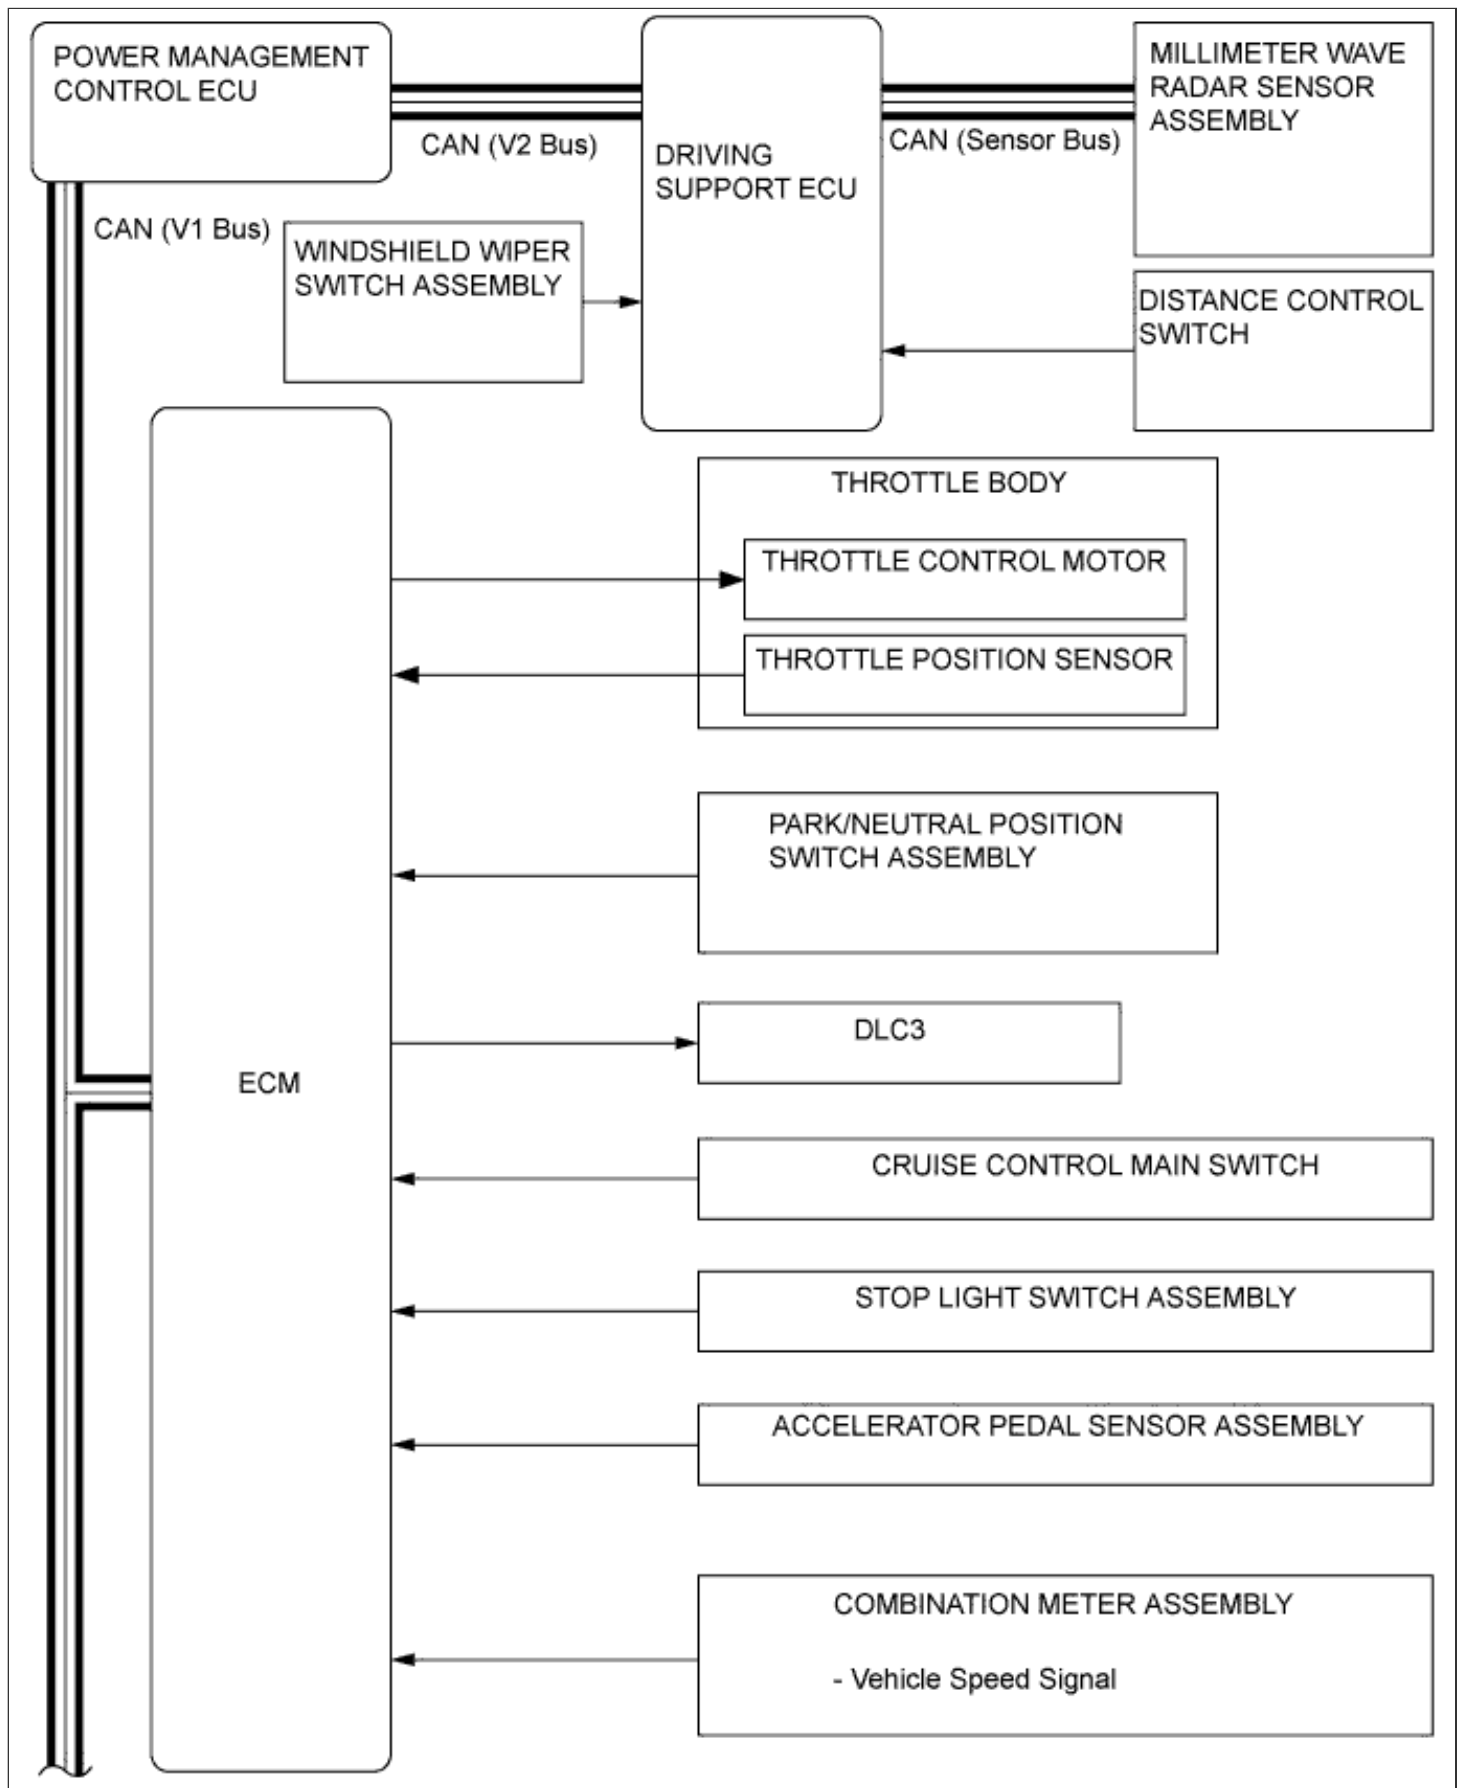 POWER MANAGEMENT
CONTROL ECU
CAN (V2 Bus)
DRIVING
SUPPORT ECU
CAN (Sensor Bus)
MILLIMETER WAVE
RADAR SENSOR
ASSEMBLY
CAN (V1 Bus)
WINDSHIELD WIPER
SWITCH ASSEMBLY
DISTANCE CONTROL
SWITCH
THROTTLE BODY
THROTTLE CONTROL MOTOR
THROTTLE POSITION SENSOR
PARK/NEUTRAL POSITION
SWITCH ASSEMBLY
DLC3
ECM
CRUISE CONTROL MAIN SWITCH
STOP LIGHT SWITCH ASSEMBLY
ACCELERATOR PEDAL SENSOR ASSEMBLY
COMBINATION METER ASSEMBLY
- Vehicle Speed Signal